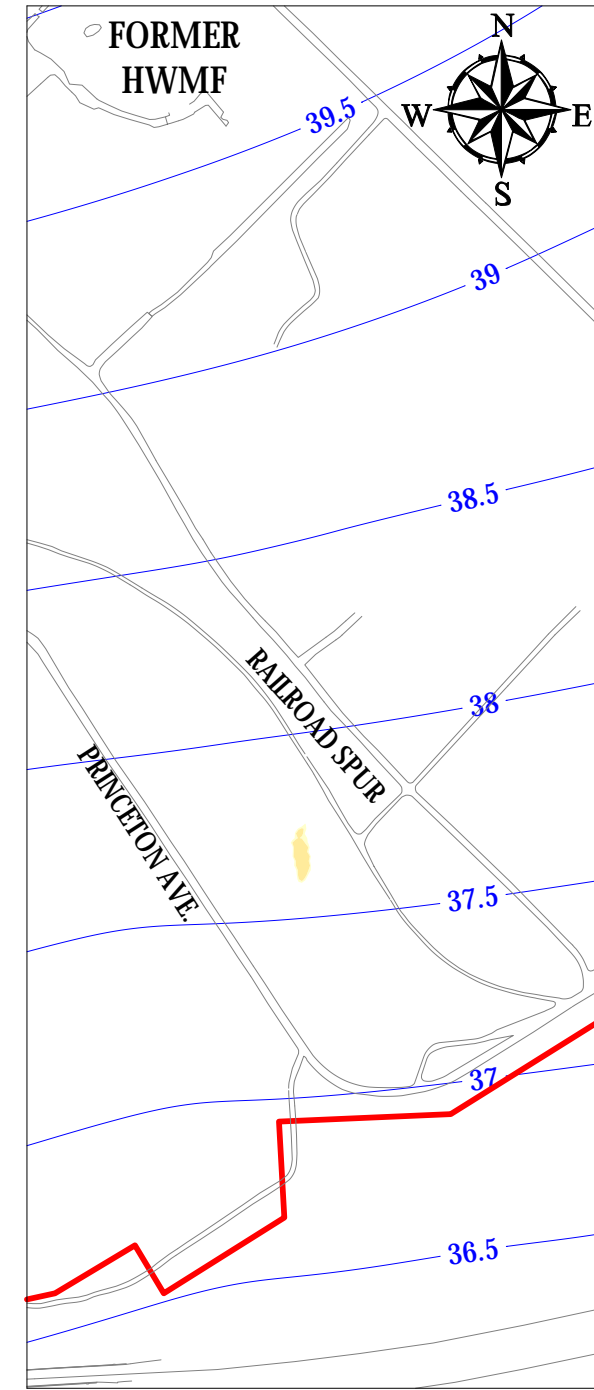 FORMER
HWMF
N
W
E
S
39.5
39
38.5
38
RAILROAD SPUR
PRINCETON AVE.
37.5
37
36.5